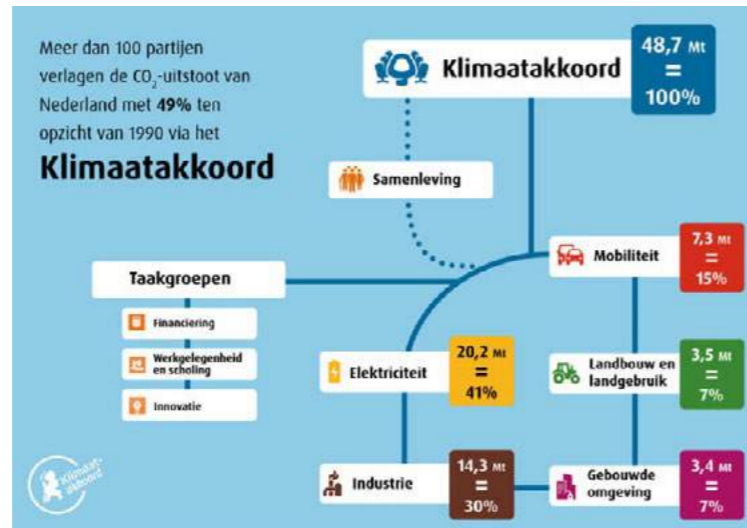 Meer dan 100 partijen
verlagen de CO₂-uitstoot van
Nederland met 49% ten
opzicht van 1990 via het
Klimaatakkoord
Klimaatakkoord
48,7 Mt
=
100%
Samenleving
Mobiliteit
7,3 Mt
=
15%
Taakgroepen
Financiering
Werkgelegenheid
en scholing
Innovatie
Elektriciteit
20,2 Mt
=
41%
Landbouw en
landgebruik
3,5 Mt
=
7%
Industrie
14,3 Mt
=
30%
Gebouwde
omgeving
3,4 Mt
=
7%
Klimaat-
akkoord